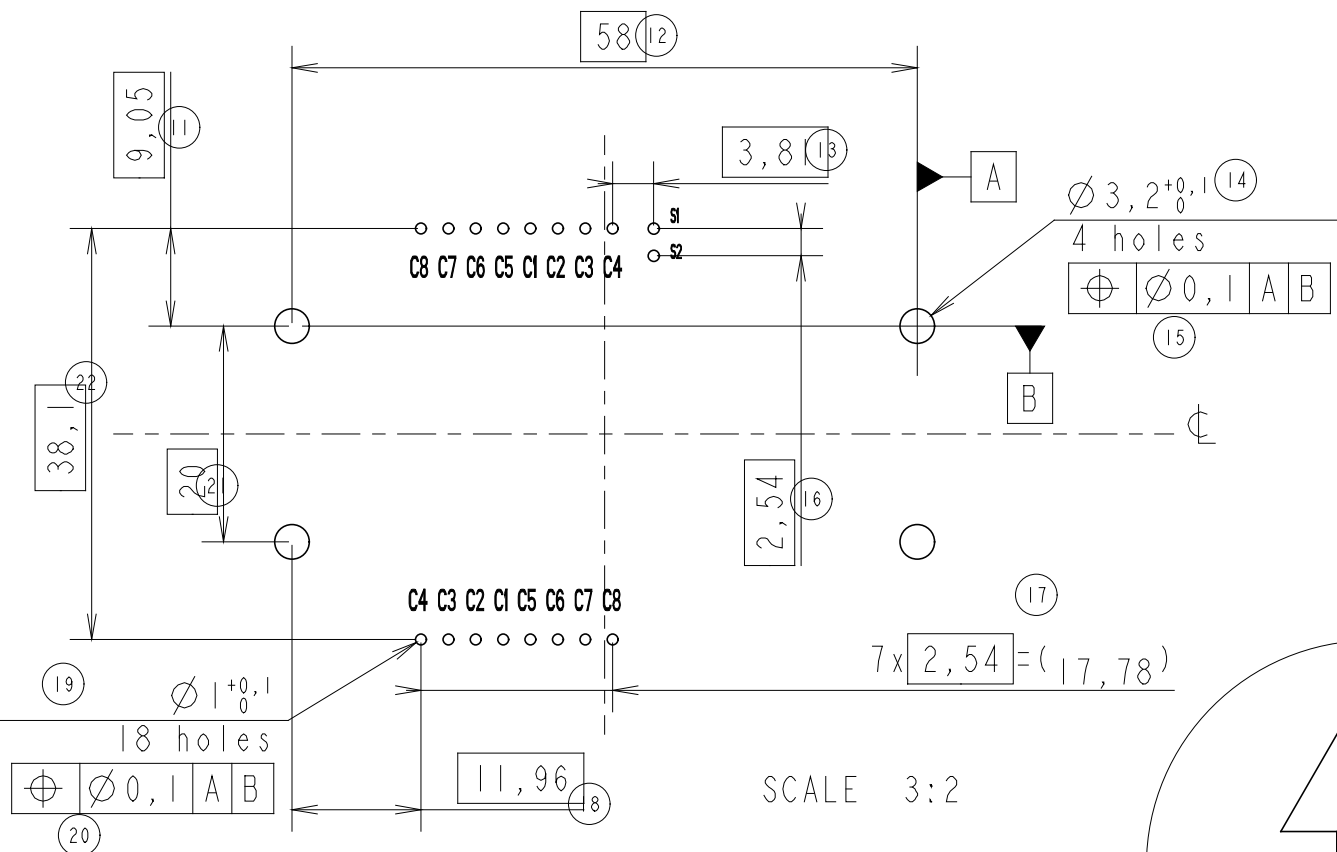 58 12
9,05 11
3,81 13
A
Ø3,2 +0,1 0 14
4 holes
⌖ Ø0,1 A B
15
S1
S2
C8 C7 C6 C5 C1 C2 C3 C4
B
38,1 22
℄
20 21
2,54 16
C4 C3 C2 C1 C5 C6 C7 C8
17
7x 2,54 =( 17,78)
19
Ø1 +0,1 0
18 holes
⌖ Ø0,1 A B
20
11,96 18
SCALE 3:2